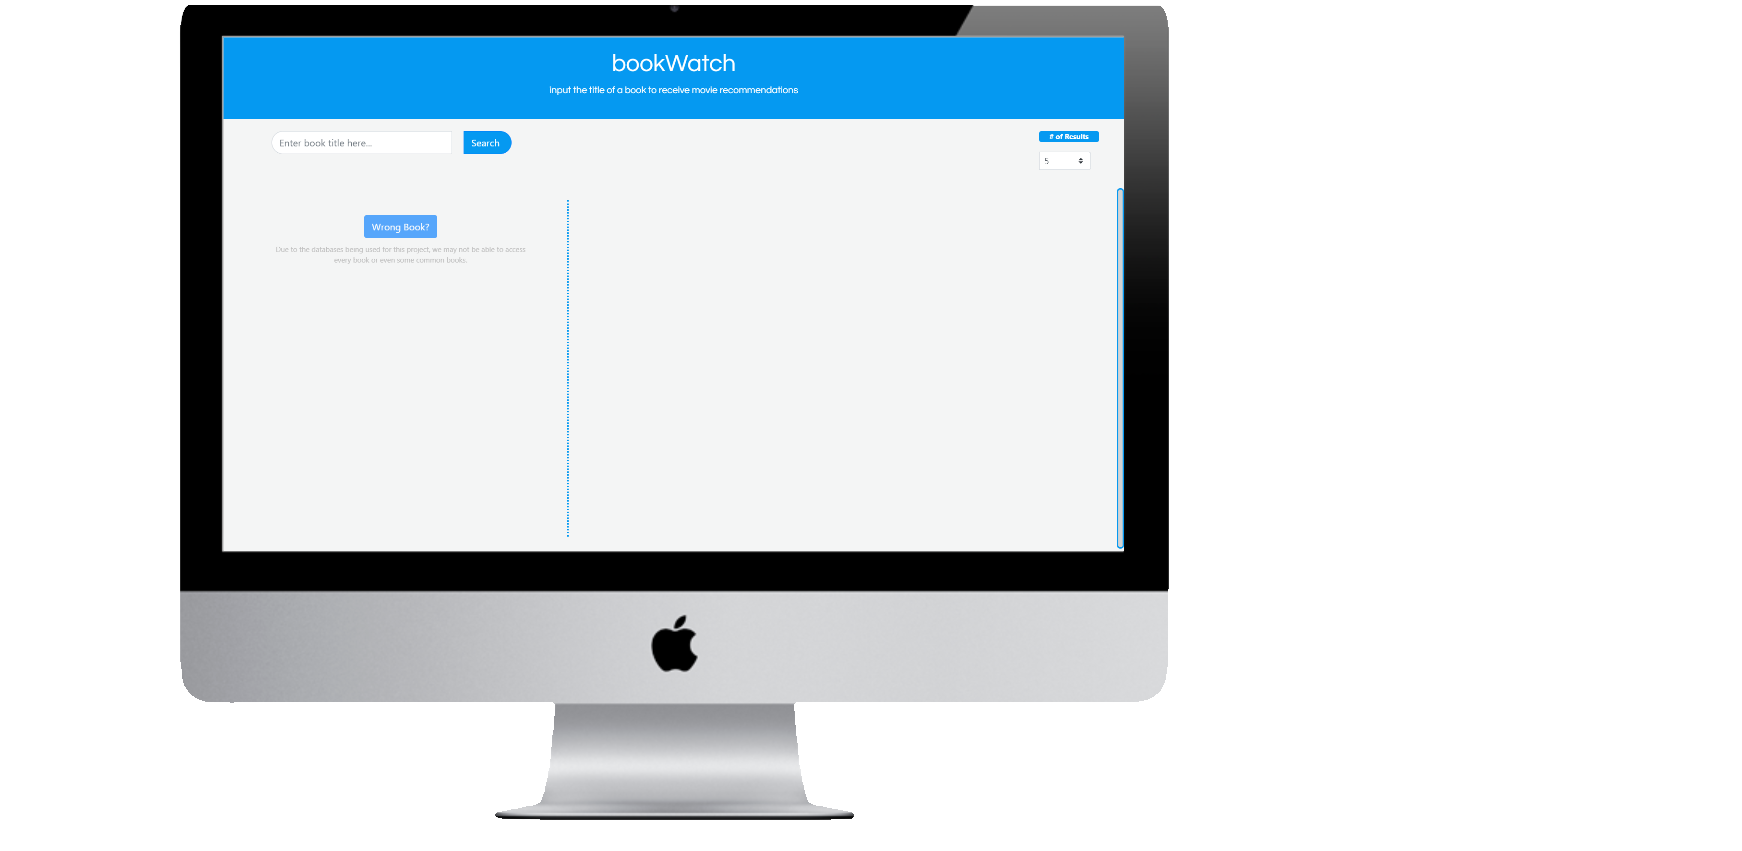 bookWatch
Input the title of a book to receive movie recommendations
Enter book title here...
Search
# of Results
5
Wrong Book?
Due to the databases being used for this project, we may not be able to access
every book or even some common books.